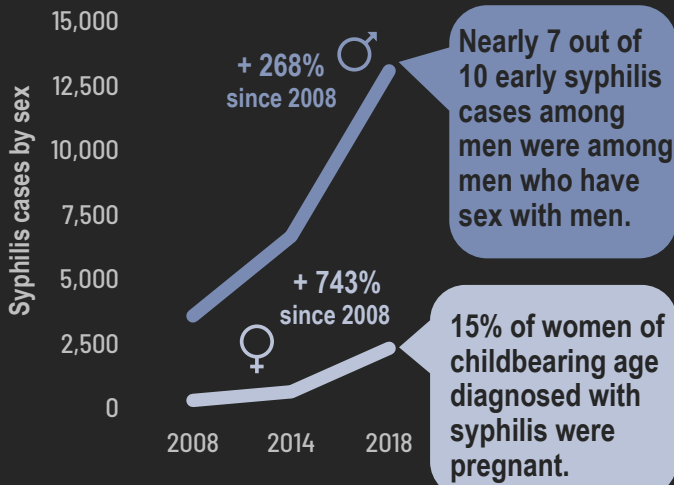 Syphilis cases by sex
15,000
12,500
10,000
7,500
5,000
2,500
0
2008
2014
2018
+ 268%
since 2008
Nearly 7 out of
10 early syphilis
cases among
men were among
men who have
sex with men.
+ 743%
since 2008
15% of women of
childbearing age
diagnosed with
syphilis were
pregnant.